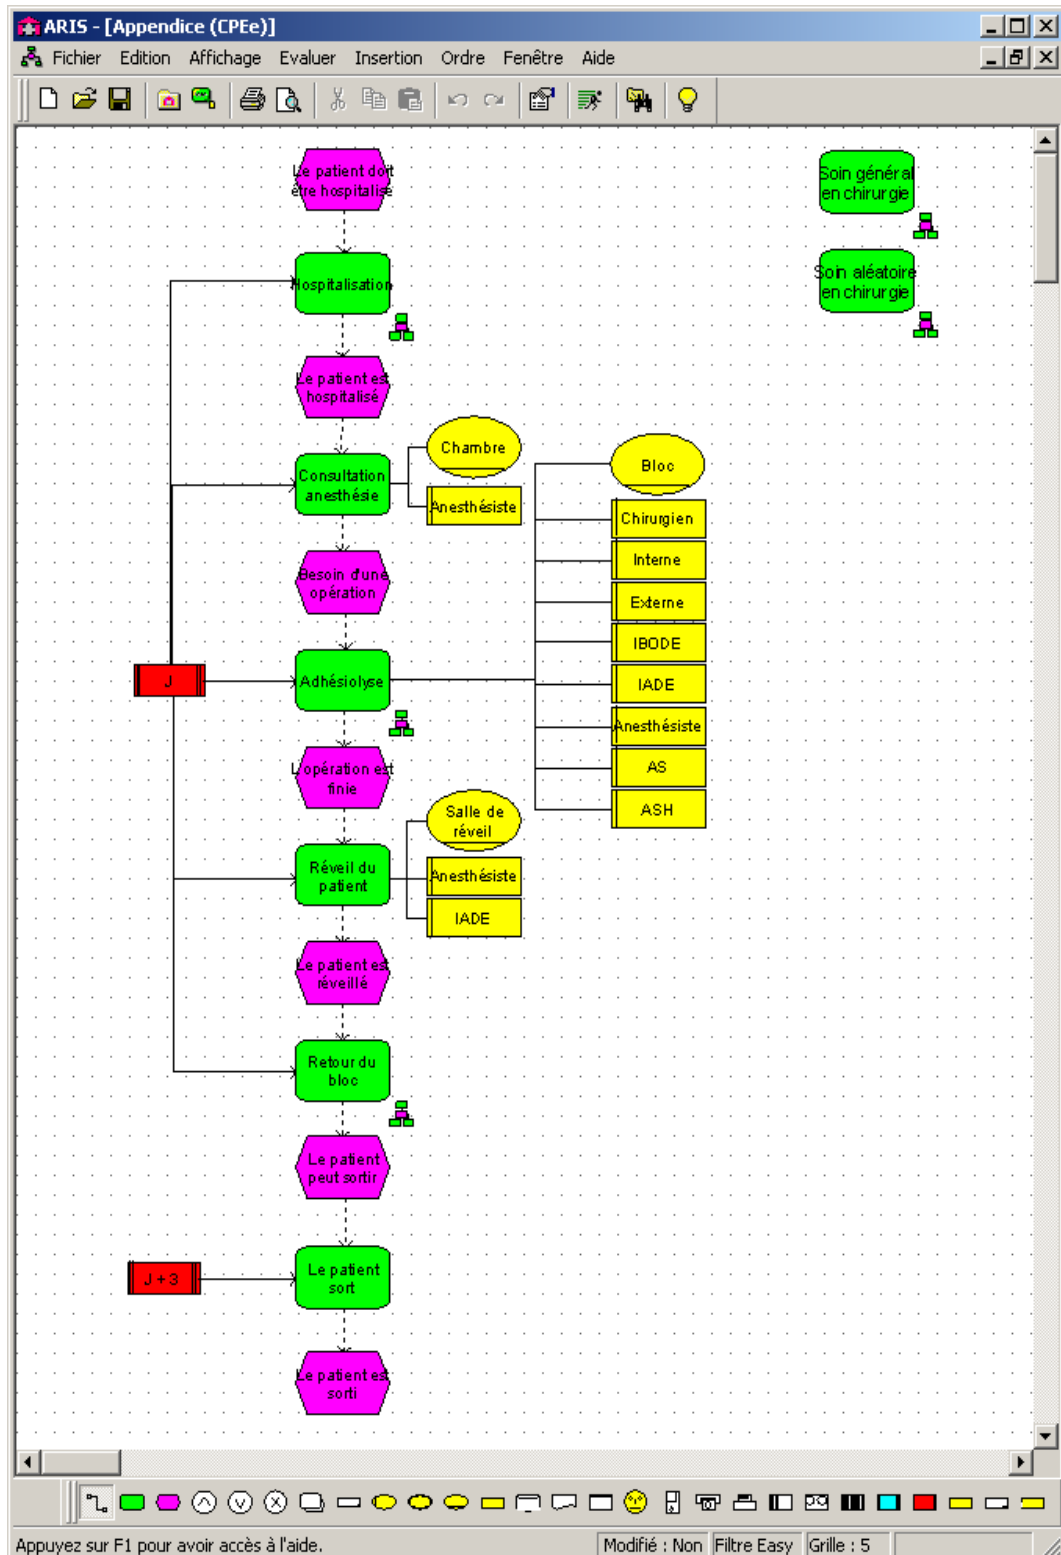 ARIS - [Appendice (CPEe)]
Fichier Edition Affichage Evaluer Insertion Ordre Fenêtre Aide
Le patient doit
être hospitalisé
Soin général
en chirurgie
Hospitalisation
Soin aléatoire
en chirurgie
Le patient est
hospitalisé
Chambre
Bloc
Consultation
anesthésie
Anesthésiste
Chirurgien
Interne
Besoin d'une
opération
Externe
IBODE
J
Adhésiolyse
IADE
Anesthésiste
L'opération est
finie
AS
ASH
Salle de
réveil
Réveil du
patient
Anesthésiste
IADE
Le patient est
réveillé
Retour du
bloc
Le patient
peut sortir
J + 3
Le patient
sort
Le patient est
sorti
Appuyez sur F1 pour avoir accès à l'aide.
Modifié : Non
Filtre Easy
Grille : 5